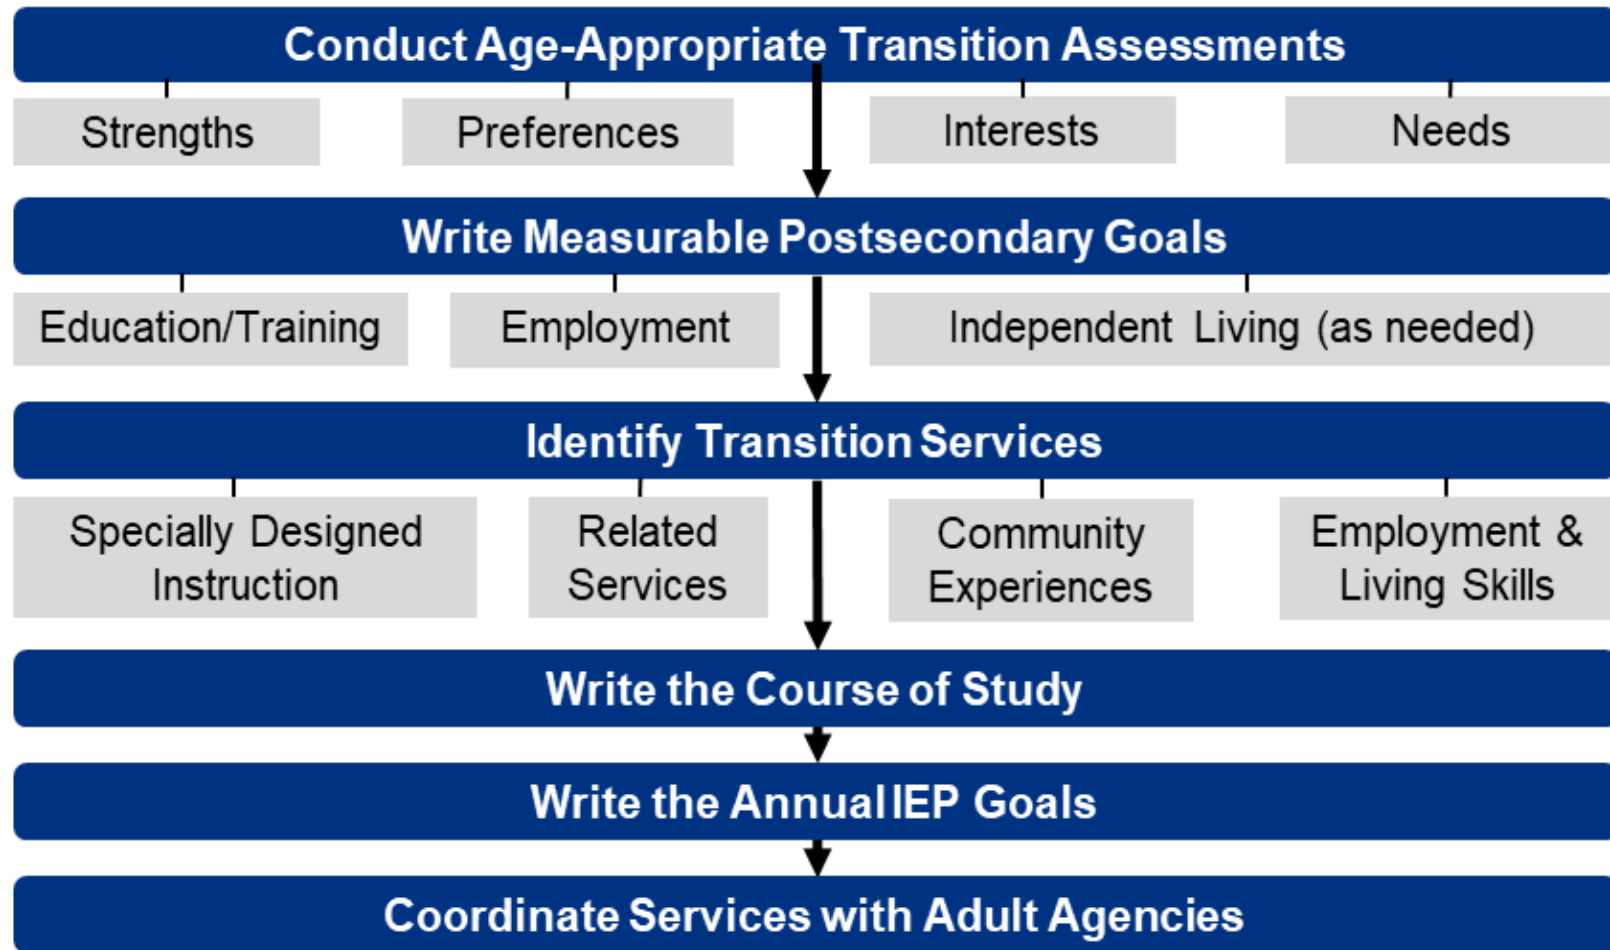 Conduct Age-Appropriate Transition Assessments
Strengths
Preferences
Interests
Needs
Write Measurable Postsecondary Goals
Education/Training
Employment
Independent Living (as needed)
Identify Transition Services
Specially Designed
Instruction
Related
Services
Community
Experiences
Employment &
Living Skills
Write the Course of Study
Write the Annual IEP Goals
Coordinate Services with Adult Agencies